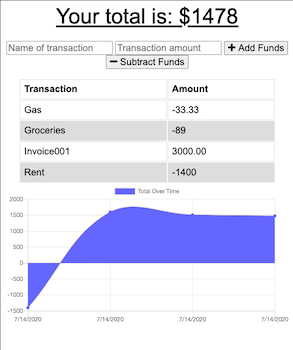 Your total is: $1478
Name of transaction Transaction amount + Add Funds
− Subtract Funds
Transaction Amount
Gas -33.33
Groceries -89
Invoice001 3000.00
Rent -1400
Total Over Time
2000
1500
1000
500
0
-500
-1000
-1500
7/14/2020 7/14/2020 7/14/2020 7/14/2020